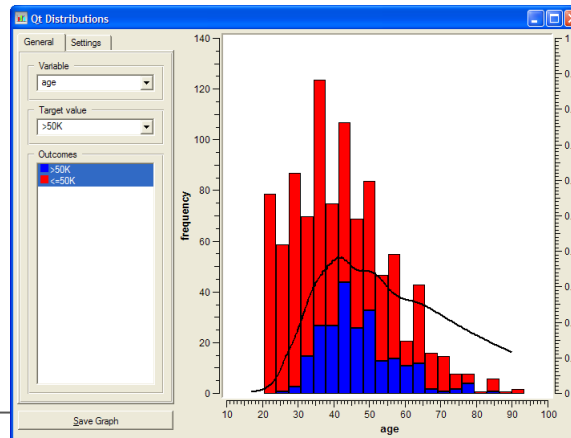 Qt Distributions
General Settings
Variable
age
Target value
>50K
Outcomes
>50K
<=50K
Save Graph
frequency
140
120
100
80
60
40
20
0
10 20 30 40 50 60 70 80 90 100
age